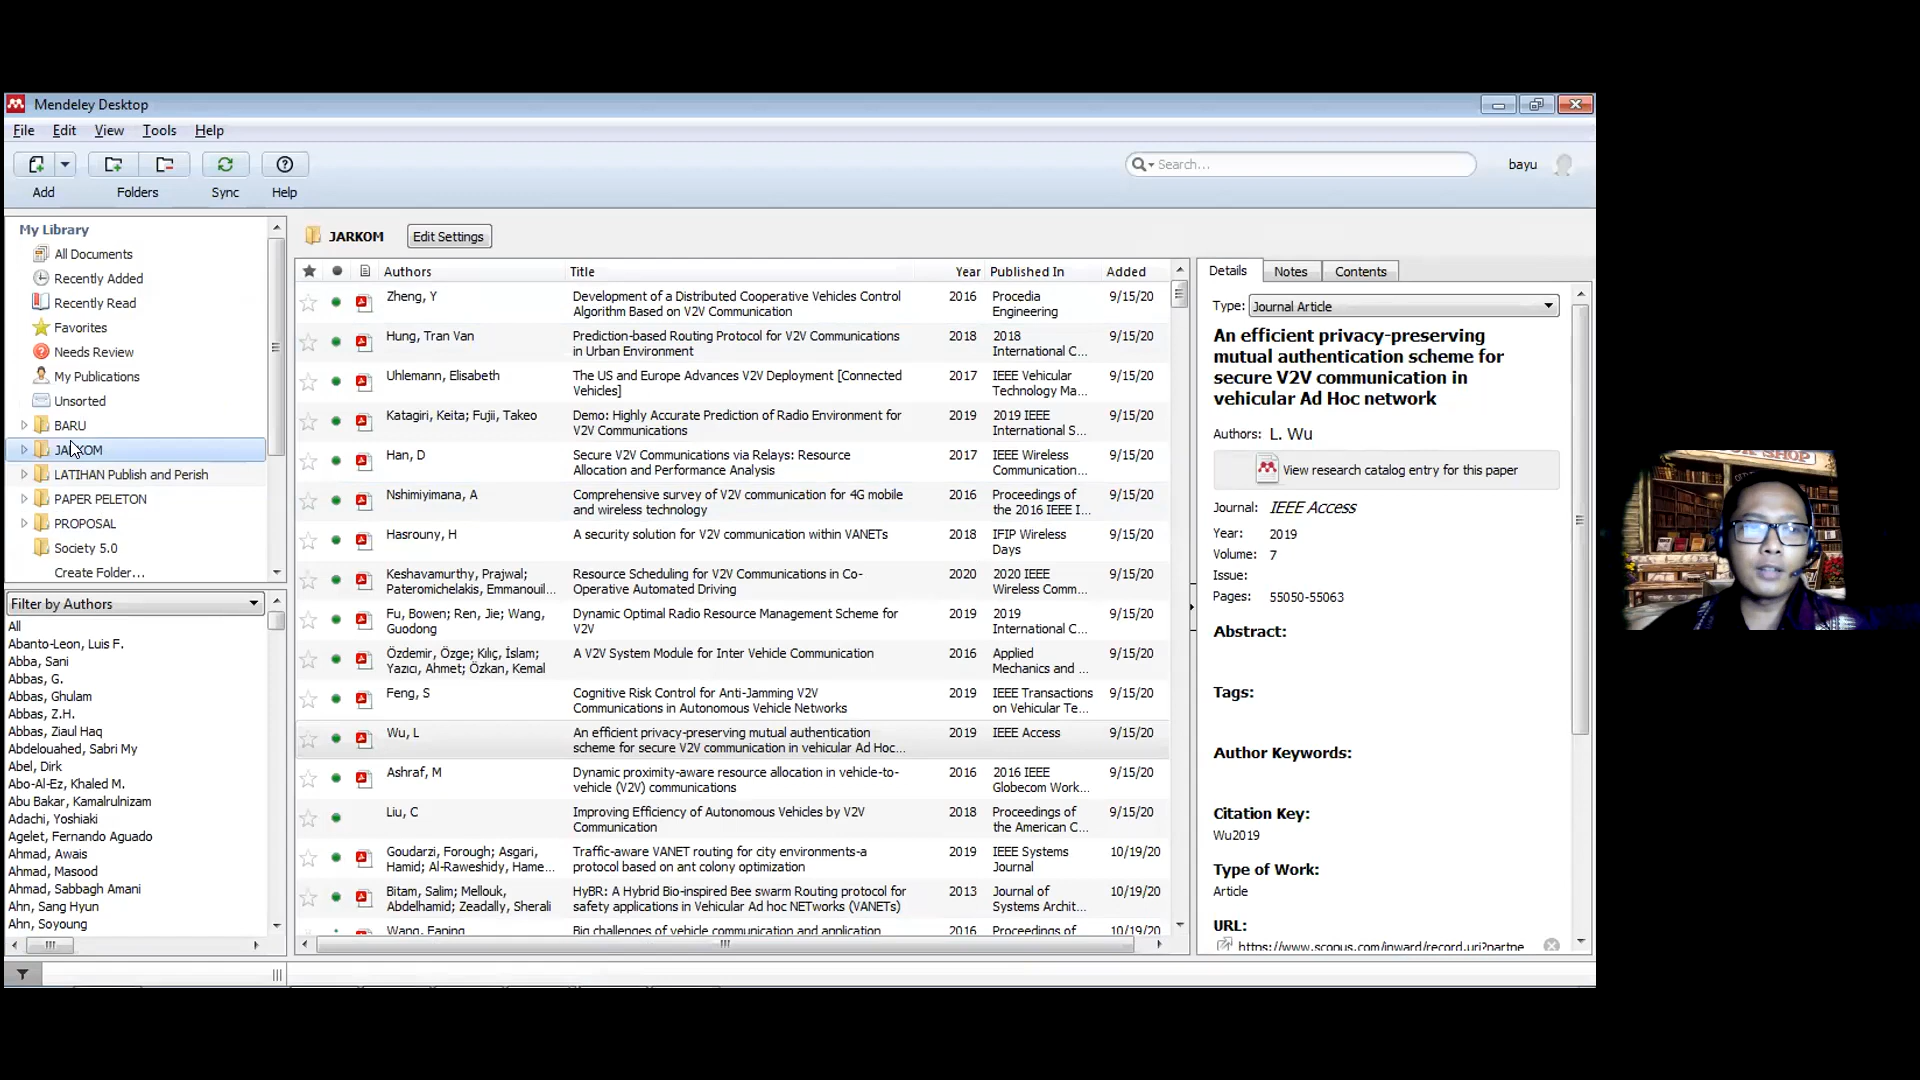 Mendeley Desktop
File Edit View Tools Help
Search...
bayu
Add Folders Sync Help
My Library
All Documents
Recently Added
Recently Read
Favorites
Needs Review
My Publications
Unsorted
BARU
JARKOM
LATIHAN Publish and Perish
PAPER PELETON
PROPOSAL
Society 5.0
Create Folder...
Filter by Authors
All
Abanto-Leon, Luis F.
Abba, Sani
Abbas, G.
Abbas, Ghulam
Abbas, Z.H.
Abbas, Ziaul Haq
Abdelouahed, Sabri My
Abel, Dirk
Abo-Al-Ez, Khaled M.
Abu Bakar, Kamalrulnizam
Adachi, Yoshiaki
Agelet, Fernando Aguado
Ahmad, Awais
Ahmad, Masood
Ahmad, Sabbagh Amani
Ahn, Sang Hyun
Ahn, Soyoung
JARKOM Edit Settings
Authors Title Year Published In Added
Zheng, Y Development of a Distributed Cooperative Vehicles Control 2016 Procedia 9/15/20
Algorithm Based on V2V Communication Engineering
Hung, Tran Van Prediction-based Routing Protocol for V2V Communications 2018 2018 9/15/20
in Urban Environment International C...
Uhlemann, Elisabeth The US and Europe Advances V2V Deployment [Connected 2017 IEEE Vehicular 9/15/20
Vehicles] Technology Ma...
Katagiri, Keita; Fujii, Takeo Demo: Highly Accurate Prediction of Radio Environment for 2019 2019 IEEE 9/15/20
V2V Communications International S...
Han, D Secure V2V Communications via Relays: Resource 2017 IEEE Wireless 9/15/20
Allocation and Performance Analysis Communication...
Nshimiyimana, A Comprehensive survey of V2V communication for 4G mobile 2016 Proceedings of 9/15/20
and wireless technology the 2016 IEEE I...
Hasrouny, H A security solution for V2V communication within VANETs 2018 IFIP Wireless 9/15/20
Days
Keshavamurthy, Prajwal; Resource Scheduling for V2V Communications in Co- 2020 2020 IEEE 9/15/20
Pateromichelakis, Emmanouil... Operative Automated Driving Wireless Comm...
Fu, Bowen; Ren, Jie; Wang, Dynamic Optimal Radio Resource Management Scheme for 2019 2019 9/15/20
Guodong V2V International C...
Özdemir, Özge; Kılıç, İslam; A V2V System Module for Inter Vehicle Communication 2016 Applied 9/15/20
Yazıcı, Ahmet; Özkan, Kemal Mechanics and ...
Feng, S Cognitive Risk Control for Anti-Jamming V2V 2019 IEEE Transactions 9/15/20
Communications in Autonomous Vehicle Networks on Vehicular Te...
Wu, L An efficient privacy-preserving mutual authentication 2019 IEEE Access 9/15/20
scheme for secure V2V communication in vehicular Ad Hoc...
Ashraf, M Dynamic proximity-aware resource allocation in vehicle-to- 2016 2016 IEEE 9/15/20
vehicle (V2V) communications Globecom Work...
Liu, C Improving Efficiency of Autonomous Vehicles by V2V 2018 Proceedings of 9/15/20
Communication the American C...
Goudarzi, Forough; Asgari, Traffic-aware VANET routing for city environments-a 2019 IEEE Systems 10/19/20
Hamid; Al-Raweshidy, Hame... protocol based on ant colony optimization Journal
Bitam, Salim; Mellouk, HyBR: A Hybrid Bio-inspired Bee swarm Routing protocol for 2013 Journal of 10/19/20
Abdelhamid; Zeadally, Sherali safety applications in Vehicular Ad hoc NETworks (VANETs) Systems Archit...
Wang, Eaping Big challenges of vehicle communication and application 2016 Proceedings of 10/19/20
Details Notes Contents
Type: Journal Article
An efficient privacy-preserving
mutual authentication scheme for
secure V2V communication in
vehicular Ad Hoc network
Authors: L. Wu
View research catalog entry for this paper
Journal: IEEE Access
Year: 2019
Volume: 7
Issue:
Pages: 55050-55063
Abstract:
Tags:
Author Keywords:
Citation Key:
Wu2019
Type of Work:
Article
URL:
https://www.scopus.com/inward/record.uri?partne